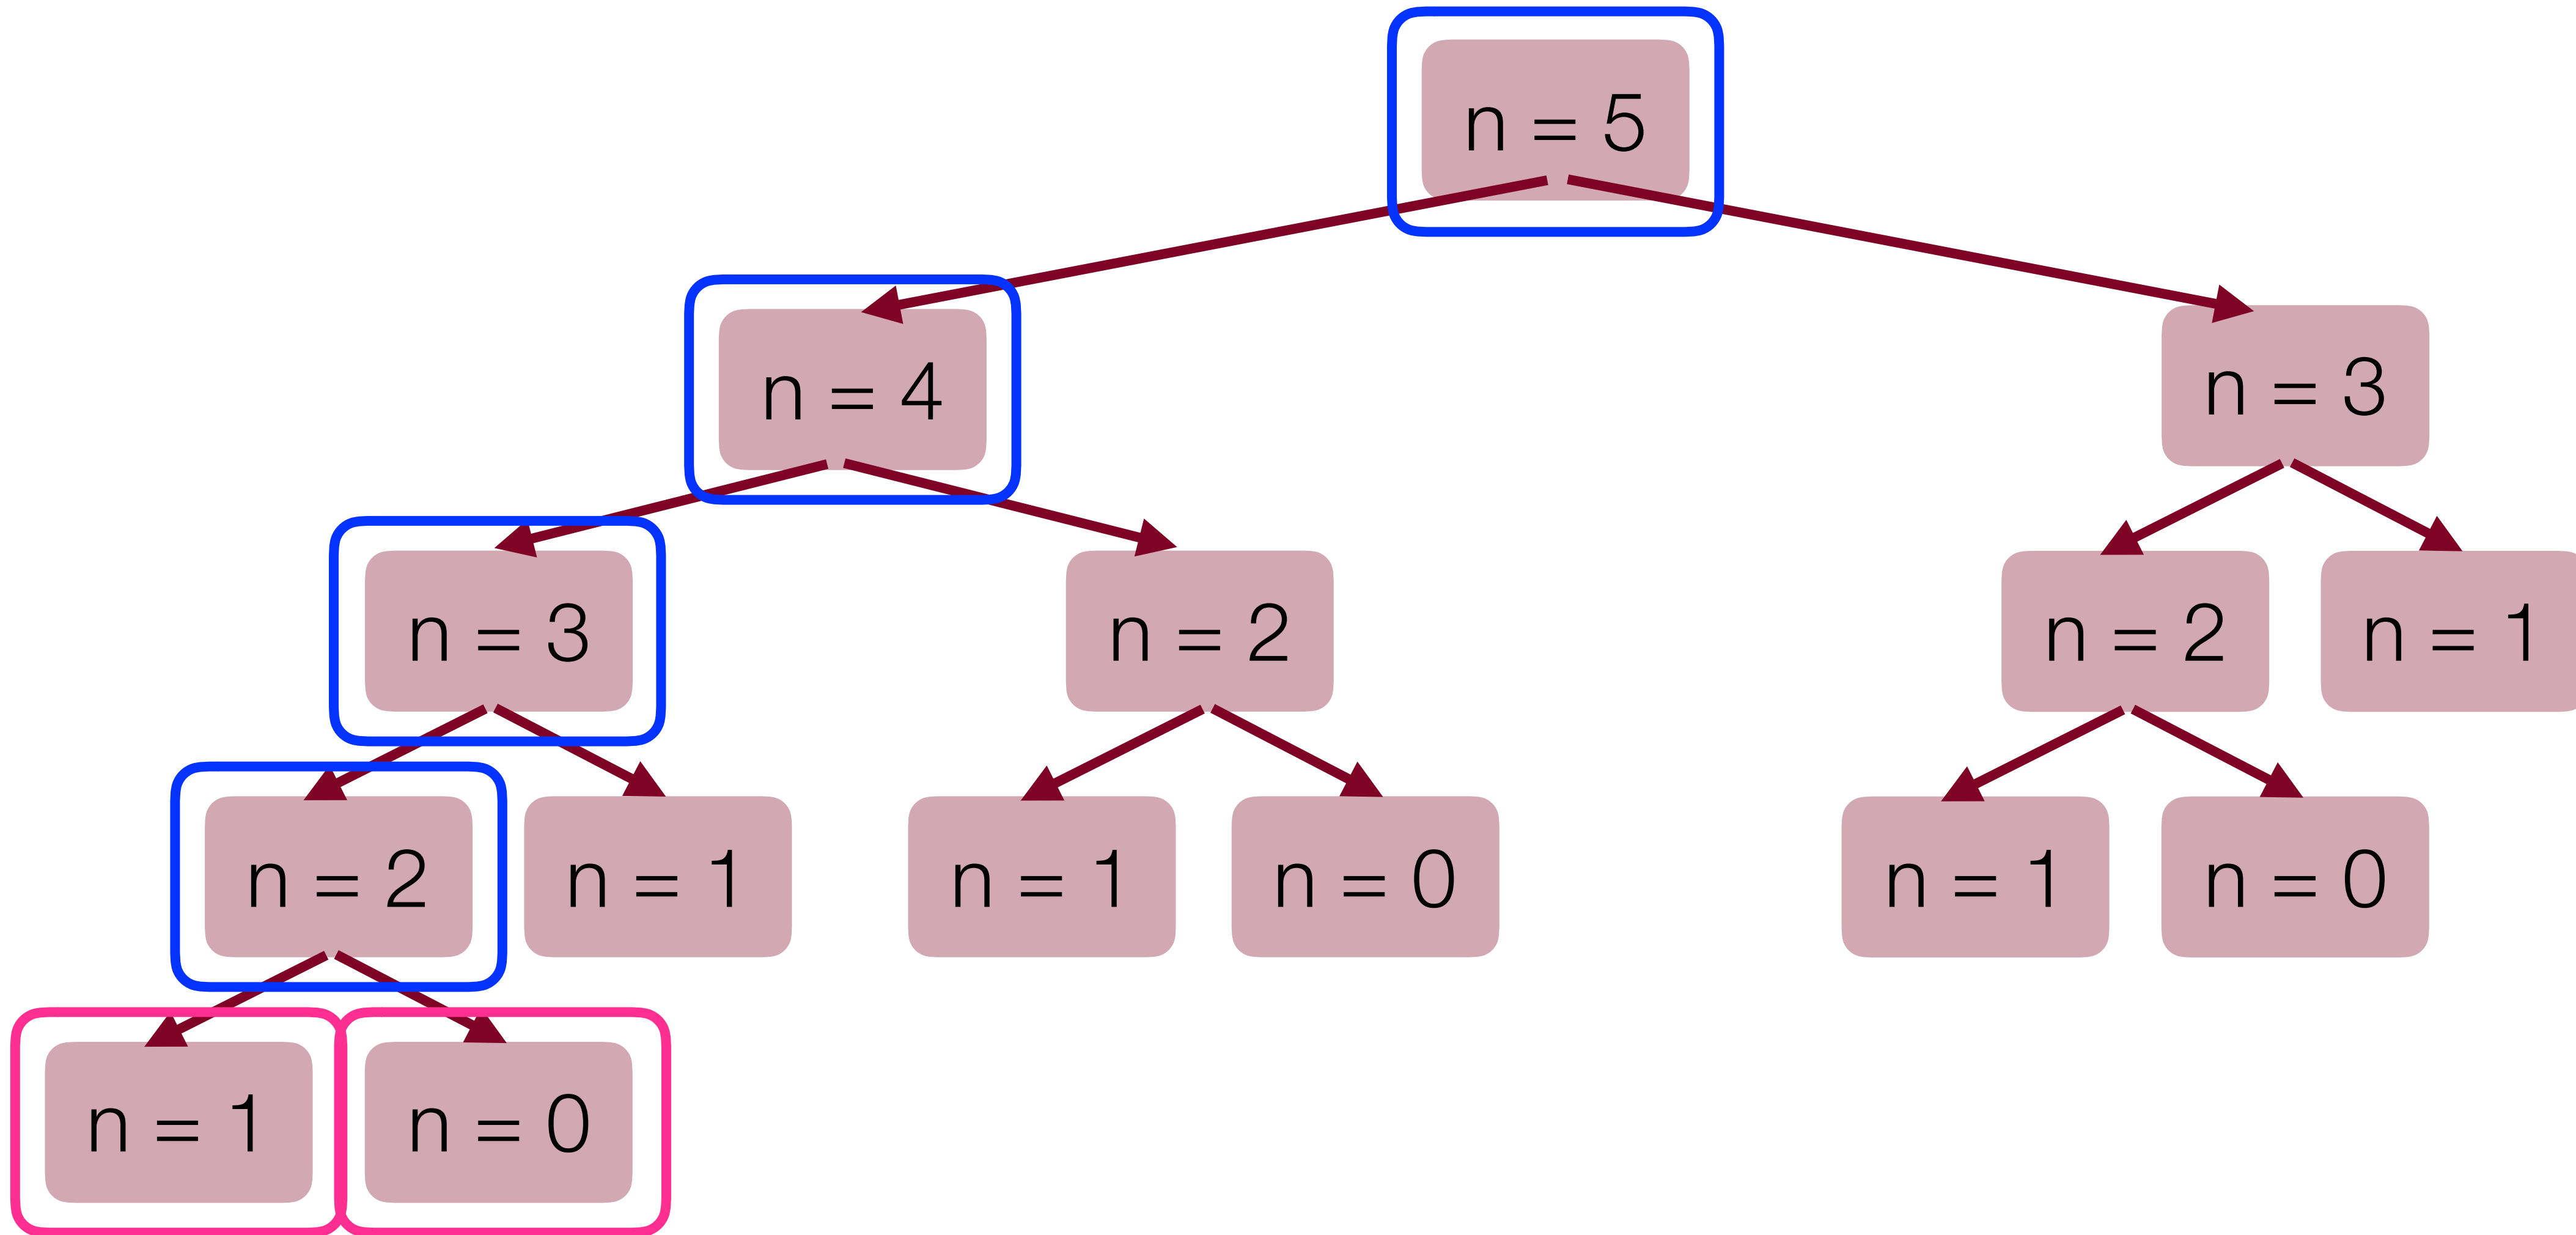 n = 5
n = 4
n = 3
n = 3
n = 2
n = 2
n = 1
n = 2
n = 1
n = 1
n = 0
n = 1
n = 0
n = 1
n = 0